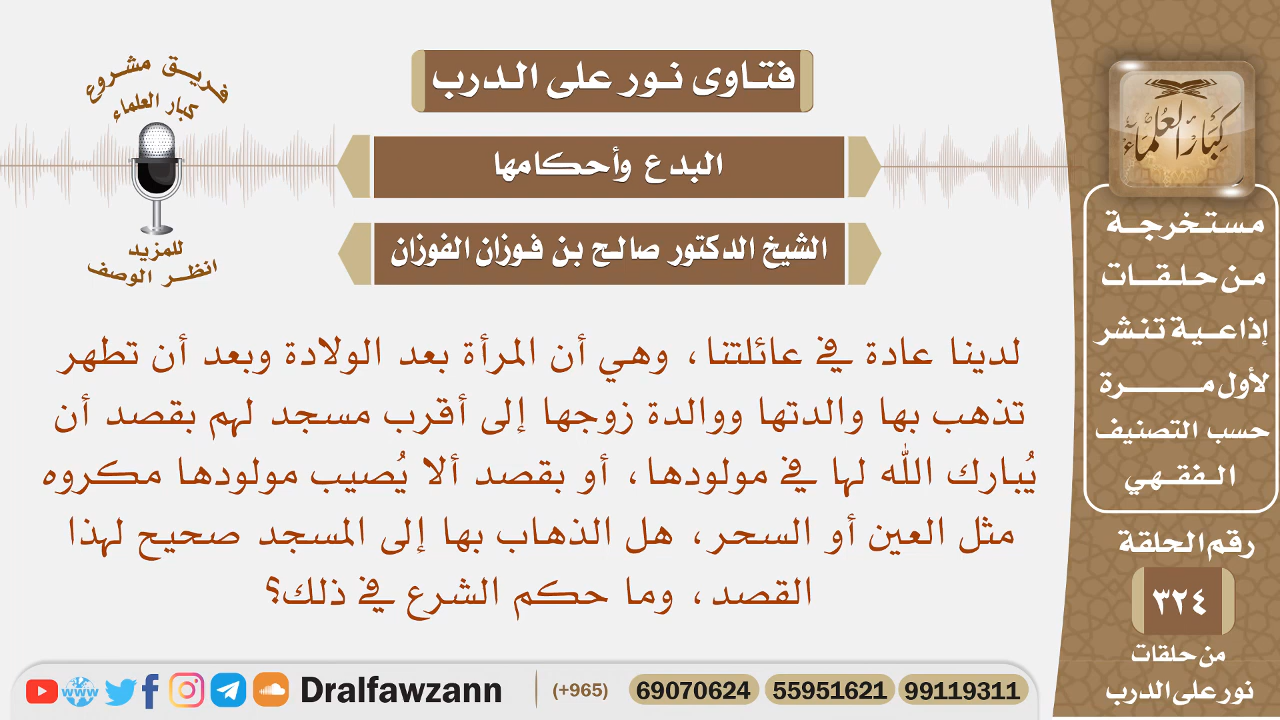 فتاوى نور على الدرب
البدع وأحكامها
الشيخ الدكتور صالح بن فوزان الفوزان
فريق مشروع
كبار العلماء
للمزيد
انظر الوصف
لدينا عادة في عائلتنا، وهي أن المرأة بعد الولادة وبعد أن تطهر
تذهب بها والدتها ووالدة زوجها إلى أقرب مسجد لهم بقصد أن
يُبارك الله لها في مولودها، أو بقصد ألا يُصيب مولودها مكروه
مثل العين أو السحر، هل الذهاب بها إلى المسجد صحيح لهذا
القصد، وما حكم الشرع في ذلك؟
كِبَار العُلَمَاء
مستخرجة
من حلقات
إذاعية تنشر
لأول مرة
حسب التصنيف
الفقهي
رقم الحلقة
٣٢٤
من حلقات
نور على الدرب
www
Dralfawzann
(+965)
69070624
55951621
99119311